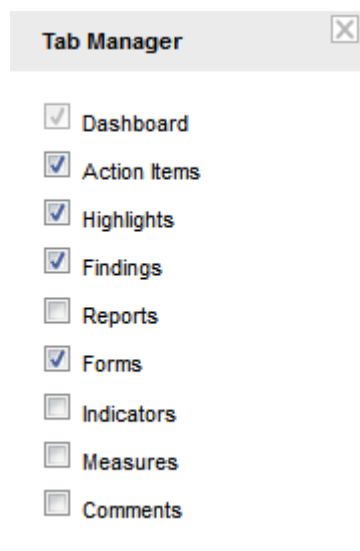 Tab Manager
Dashboard
Action Items
Highlights
Findings
Reports
Forms
Indicators
Measures
Comments